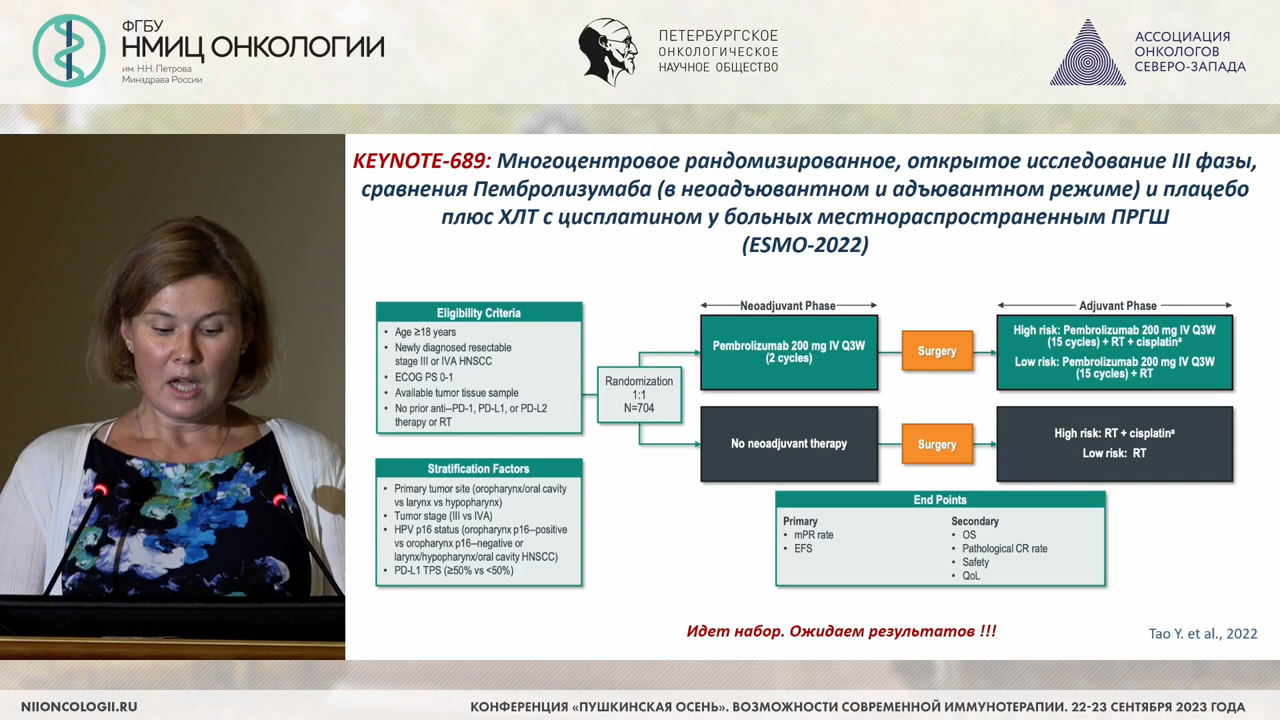 ФГБУ
НМИЦ ОНКОЛОГИИ
им. Н.Н. Петрова
Минздрава России
ПЕТЕРБУРГСКОЕ
ОНКОЛОГИЧЕСКОЕ
НАУЧНОЕ ОБЩЕСТВО
АССОЦИАЦИЯ
ОНКОЛОГОВ
СЕВЕРО-ЗАПАДА
KEYNOTE-689: Многоцентровое рандомизированное, открытое исследование III фазы,
сравнения Пембролизумаба (в неоадъювантном и адъювантном режиме) и плацебо
плюс ХЛТ с цисплатином у больных местнораспространенным ПРГШ
(ESMO-2022)
Eligibility Criteria
• Age ≥18 years
• Newly diagnosed resectable
stage III or IVA HNSCC
• ECOG PS 0-1
• Available tumor tissue sample
• No prior anti–PD-1, PD-L1, or PD-L2
therapy or RT
Stratification Factors
• Primary tumor site (oropharynx/oral cavity
vs larynx vs hypopharynx)
• Tumor stage (III vs IVA)
• HPV p16 status (oropharynx p16–positive
vs oropharynx p16–negative or
larynx/hypopharynx/oral cavity HNSCC)
• PD-L1 TPS (≥50% vs <50%)
Randomization
1:1
N=704
Neoadjuvant Phase
Pembrolizumab 200 mg IV Q3W
(2 cycles)
No neoadjuvant therapy
Surgery
Surgery
Adjuvant Phase
High risk: Pembrolizumab 200 mg IV Q3W
(15 cycles) + RT + cisplatinª
Low risk: Pembrolizumab 200 mg IV Q3W
(15 cycles) + RT
High risk: RT + cisplatinª
Low risk: RT
End Points
Primary
• mPR rate
• EFS
Secondary
• OS
• Pathological CR rate
• Safety
• QoL
Идет набор. Ожидаем результатов !!!
Tao Y. et al., 2022
NIIONCOLOGII.RU
КОНФЕРЕНЦИЯ «ПУШКИНСКАЯ ОСЕНЬ». ВОЗМОЖНОСТИ СОВРЕМЕННОЙ ИММУНОТЕРАПИИ. 22-23 СЕНТЯБРЯ 2023 ГОДА